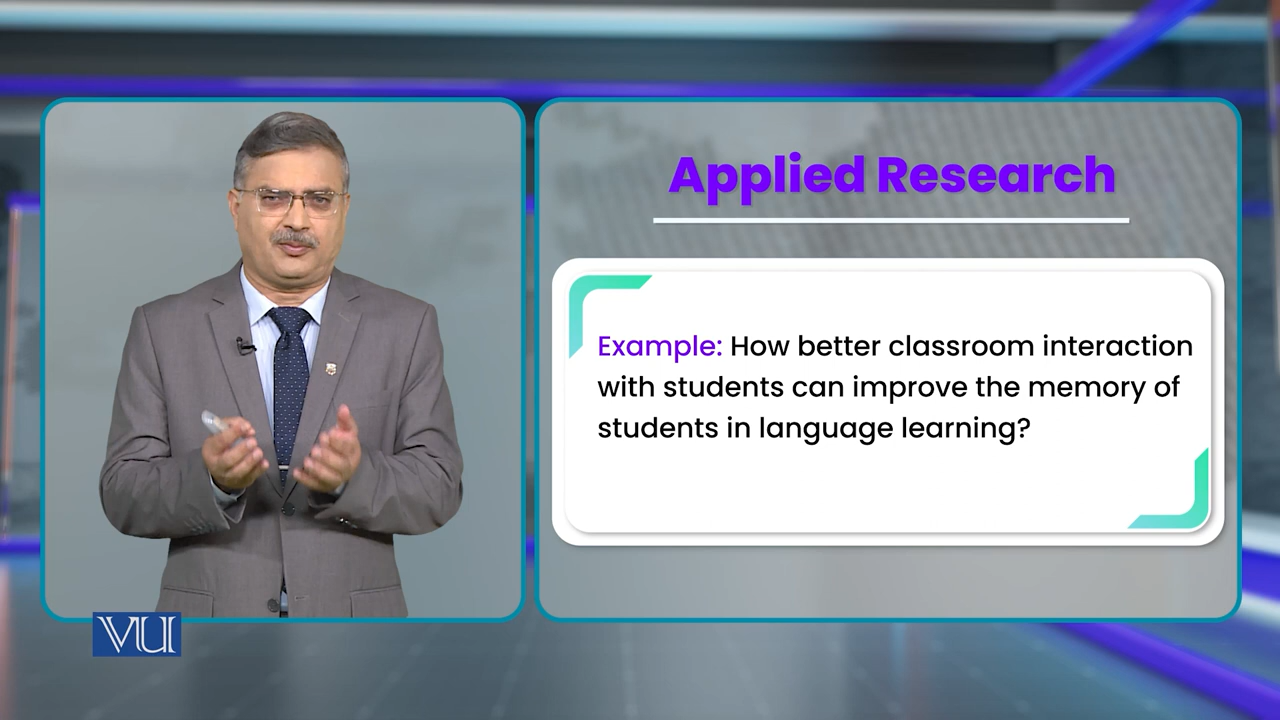 Applied Research
Example: How better classroom interaction
with students can improve the memory of
students in language learning?
VU